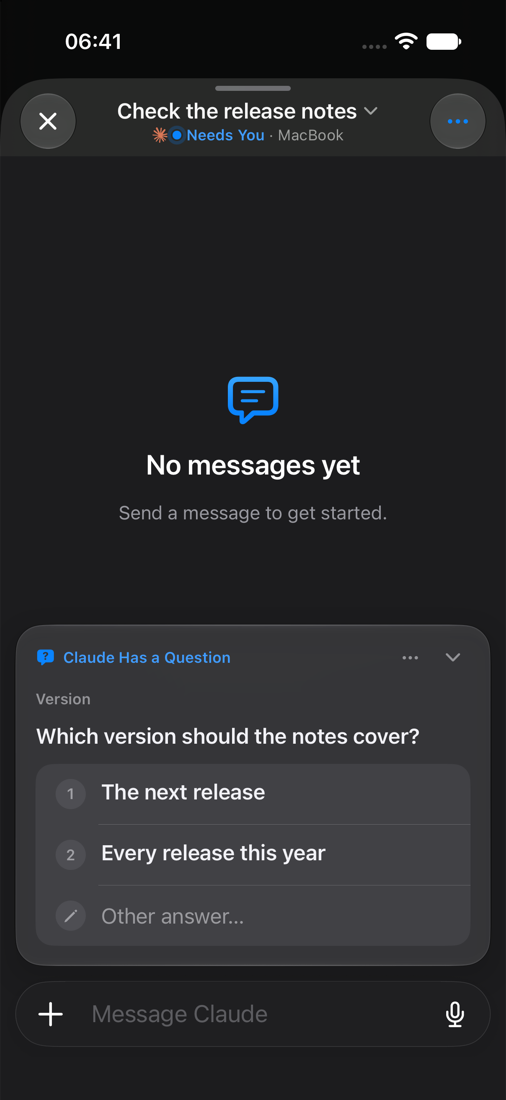 06:41
Check the release notes
Needs You · MacBook
No messages yet
Send a message to get started.
Claude Has a Question
Version
Which version should the notes cover?
1 The next release
2 Every release this year
Other answer...
Message Claude